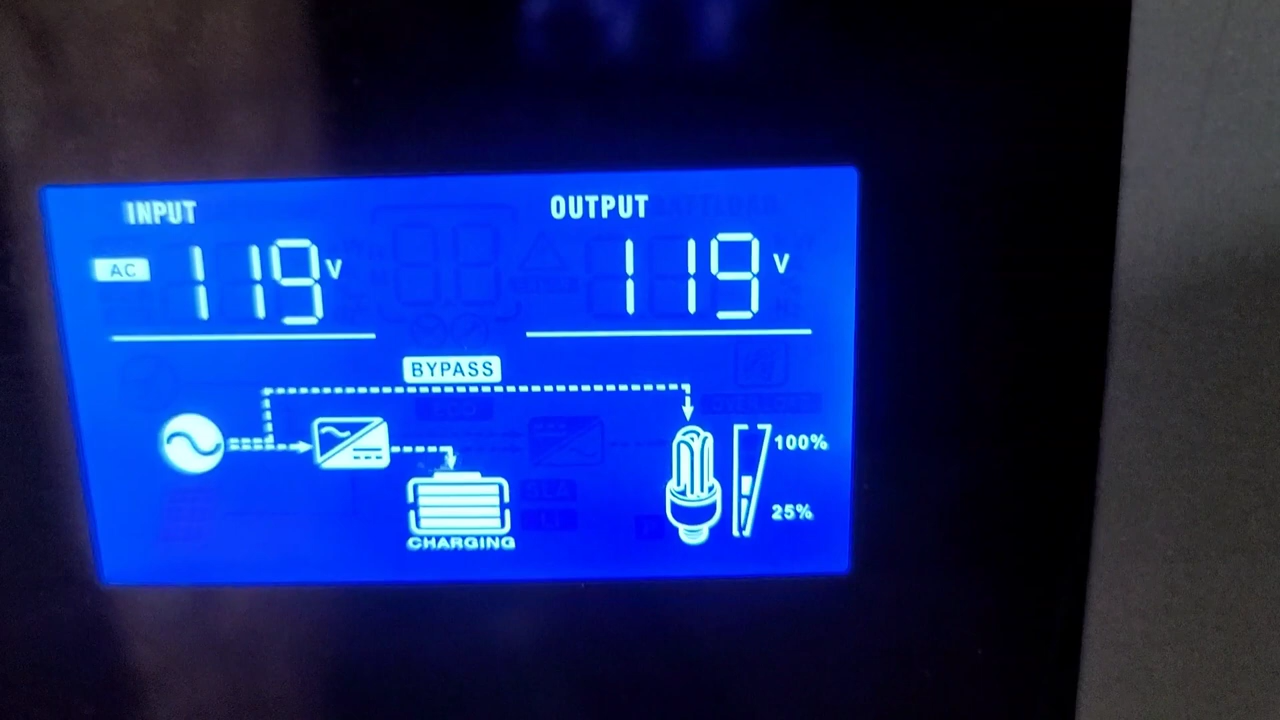 INPUT OUTPUT
AC 119 V 119 V
BYPASS
100%
25%
CHARGING